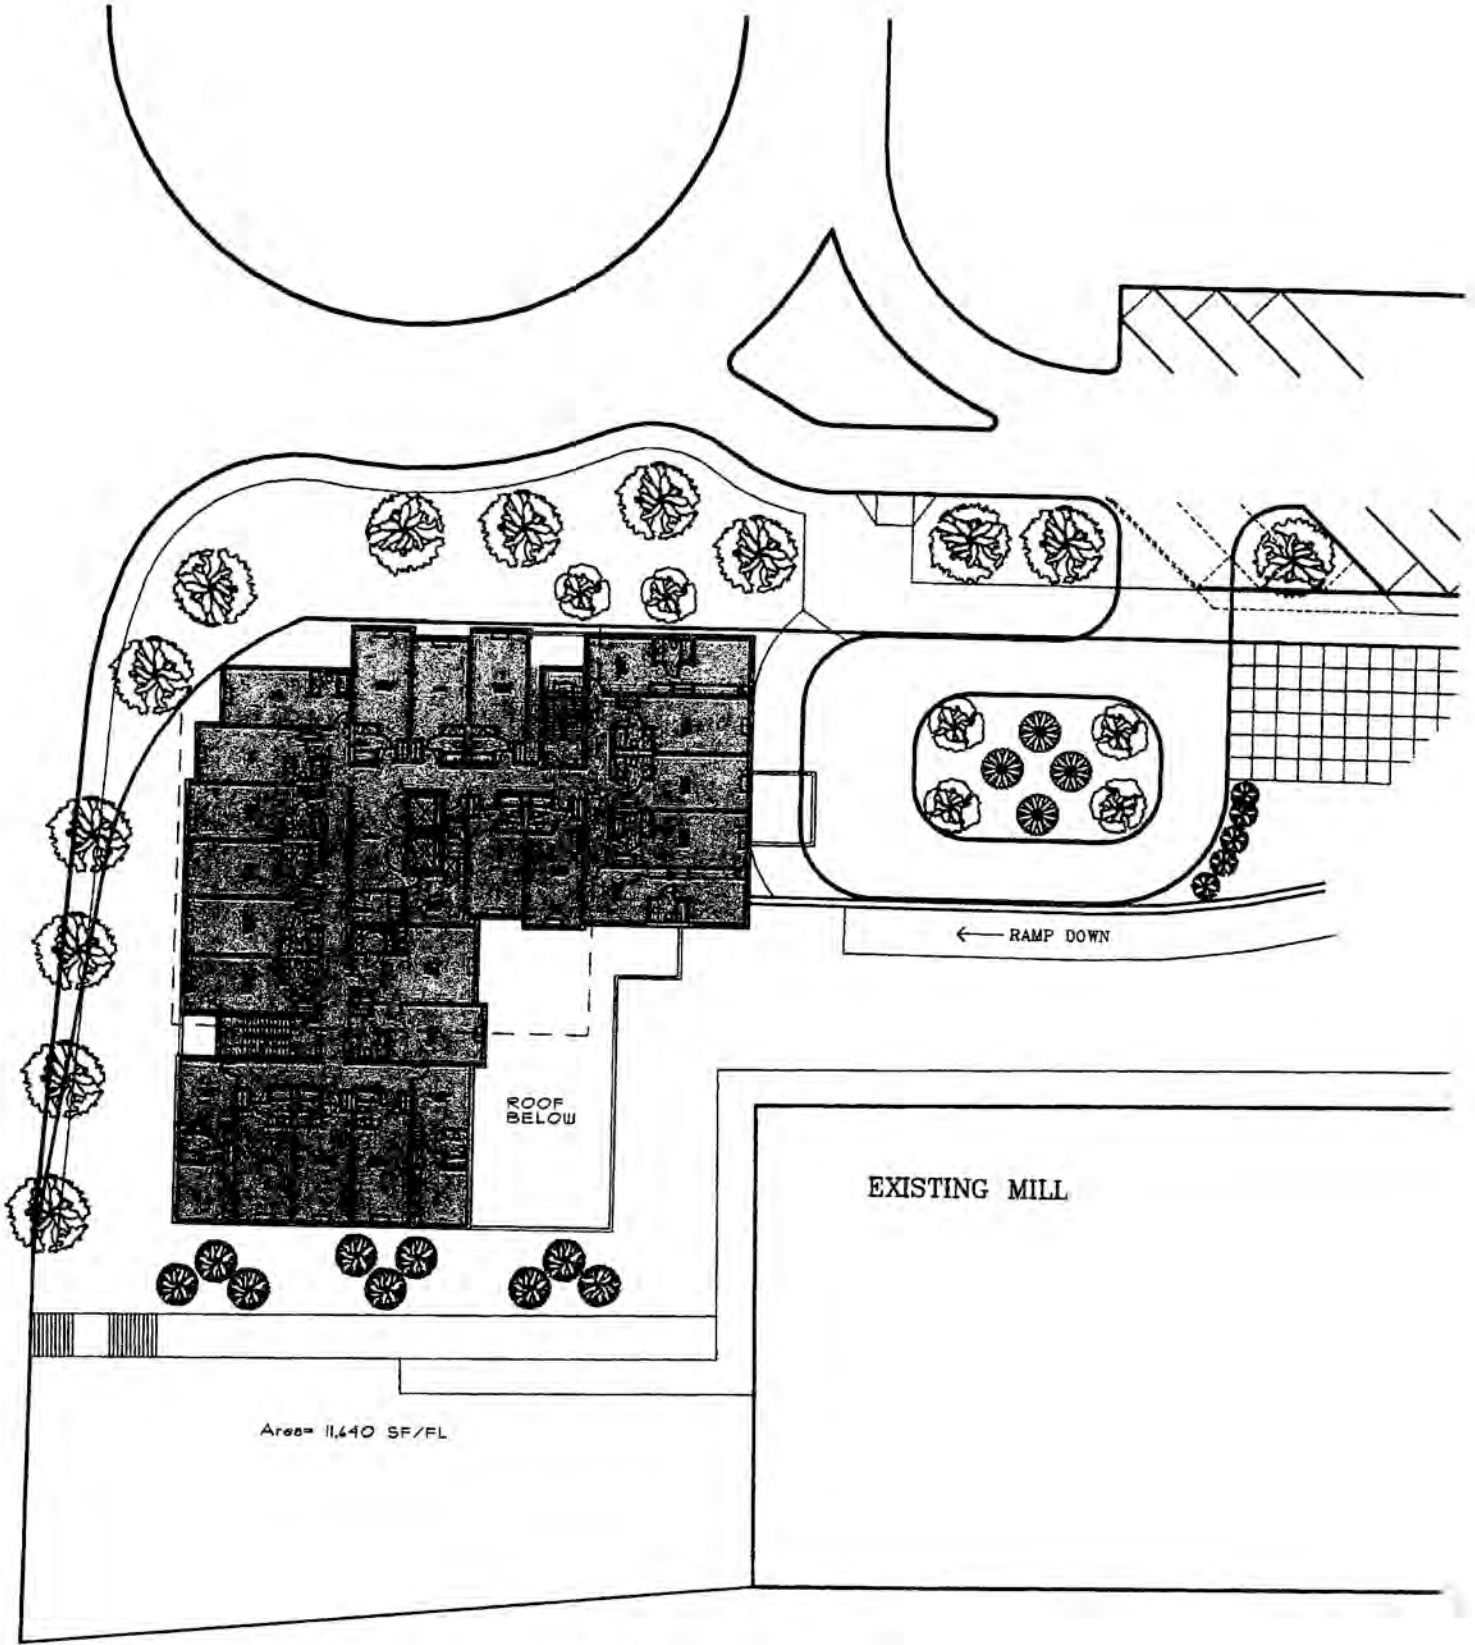 ← RAMP DOWN
ROOF
BELOW
EXISTING MILL
Area= 11,640 SF/FL